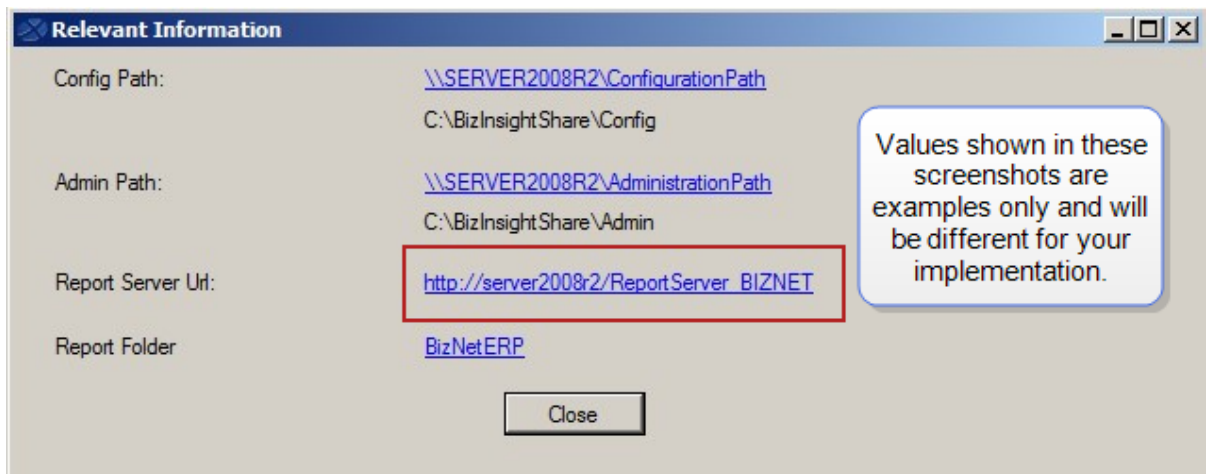 Relevant Information
Config Path:
\\SERVER2008R2\ConfigurationPath
C:\BizInsightShare\Config
Admin Path:
\\SERVER2008R2\AdministrationPath
C:\BizInsightShare\Admin
Report Server Url:
http://server2008r2/ReportServer_BIZNET
Report Folder
BizNetERP
Close
Values shown in these
screenshots are
examples only and will
be different for your
implementation.